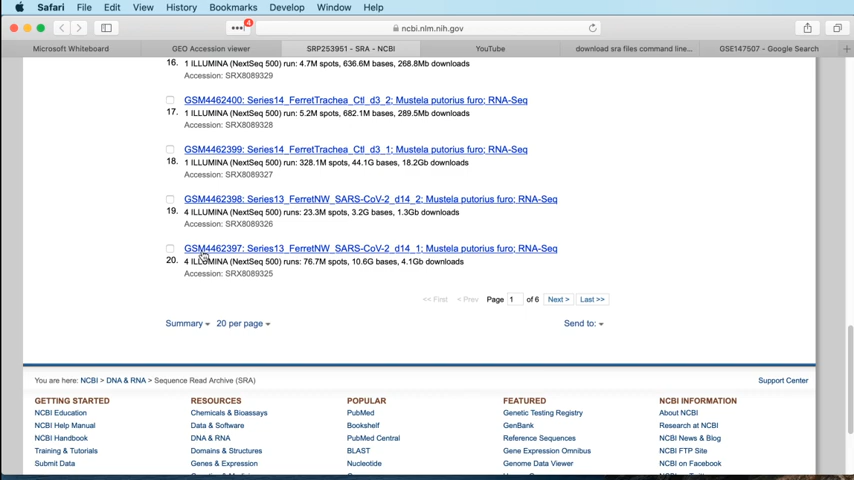 Safari File Edit View History Bookmarks Develop Window Help
4
ncbi.nlm.nih.gov
Microsoft Whiteboard GEO Accession viewer SRP253951 - SRA - NCBI YouTube download sra files command line... GSE147507 - Google Search
16. 1 ILLUMINA (NextSeq 500) run: 4.7M spots, 636.6M bases, 268.8Mb downloads
Accession: SRX8089329
GSM4462400: Series14_FerretTrachea_Ctl_d3_2; Mustela putorius furo; RNA-Seq
17. 1 ILLUMINA (NextSeq 500) run: 5.2M spots, 682.1M bases, 289.5Mb downloads
Accession: SRX8089328
GSM4462399: Series14_FerretTrachea_Ctl_d3_1; Mustela putorius furo; RNA-Seq
18. 1 ILLUMINA (NextSeq 500) run: 328.1M spots, 44.1G bases, 18.2Gb downloads
Accession: SRX8089327
GSM4462398: Series13_FerretNW_SARS-CoV-2_d14_2; Mustela putorius furo; RNA-Seq
19. 4 ILLUMINA (NextSeq 500) runs: 23.3M spots, 3.2G bases, 1.3Gb downloads
Accession: SRX8089326
GSM4462397: Series13_FerretNW_SARS-CoV-2_d14_1; Mustela putorius furo; RNA-Seq
20. 4 ILLUMINA (NextSeq 500) runs: 76.7M spots, 10.6G bases, 4.1Gb downloads
Accession: SRX8089325
<< First < Prev Page 1 of 6 Next > Last >>
Summary 20 per page Send to:
You are here: NCBI > DNA & RNA > Sequence Read Archive (SRA) Support Center
GETTING STARTED RESOURCES POPULAR FEATURED NCBI INFORMATION
NCBI Education Chemicals & Bioassays PubMed Genetic Testing Registry About NCBI
NCBI Help Manual Data & Software Bookshelf GenBank Research at NCBI
NCBI Handbook DNA & RNA PubMed Central Reference Sequences NCBI News & Blog
Training & Tutorials Domains & Structures BLAST Gene Expression Omnibus NCBI FTP Site
Submit Data Genes & Expression Nucleotide Genome Data Viewer NCBI on Facebook